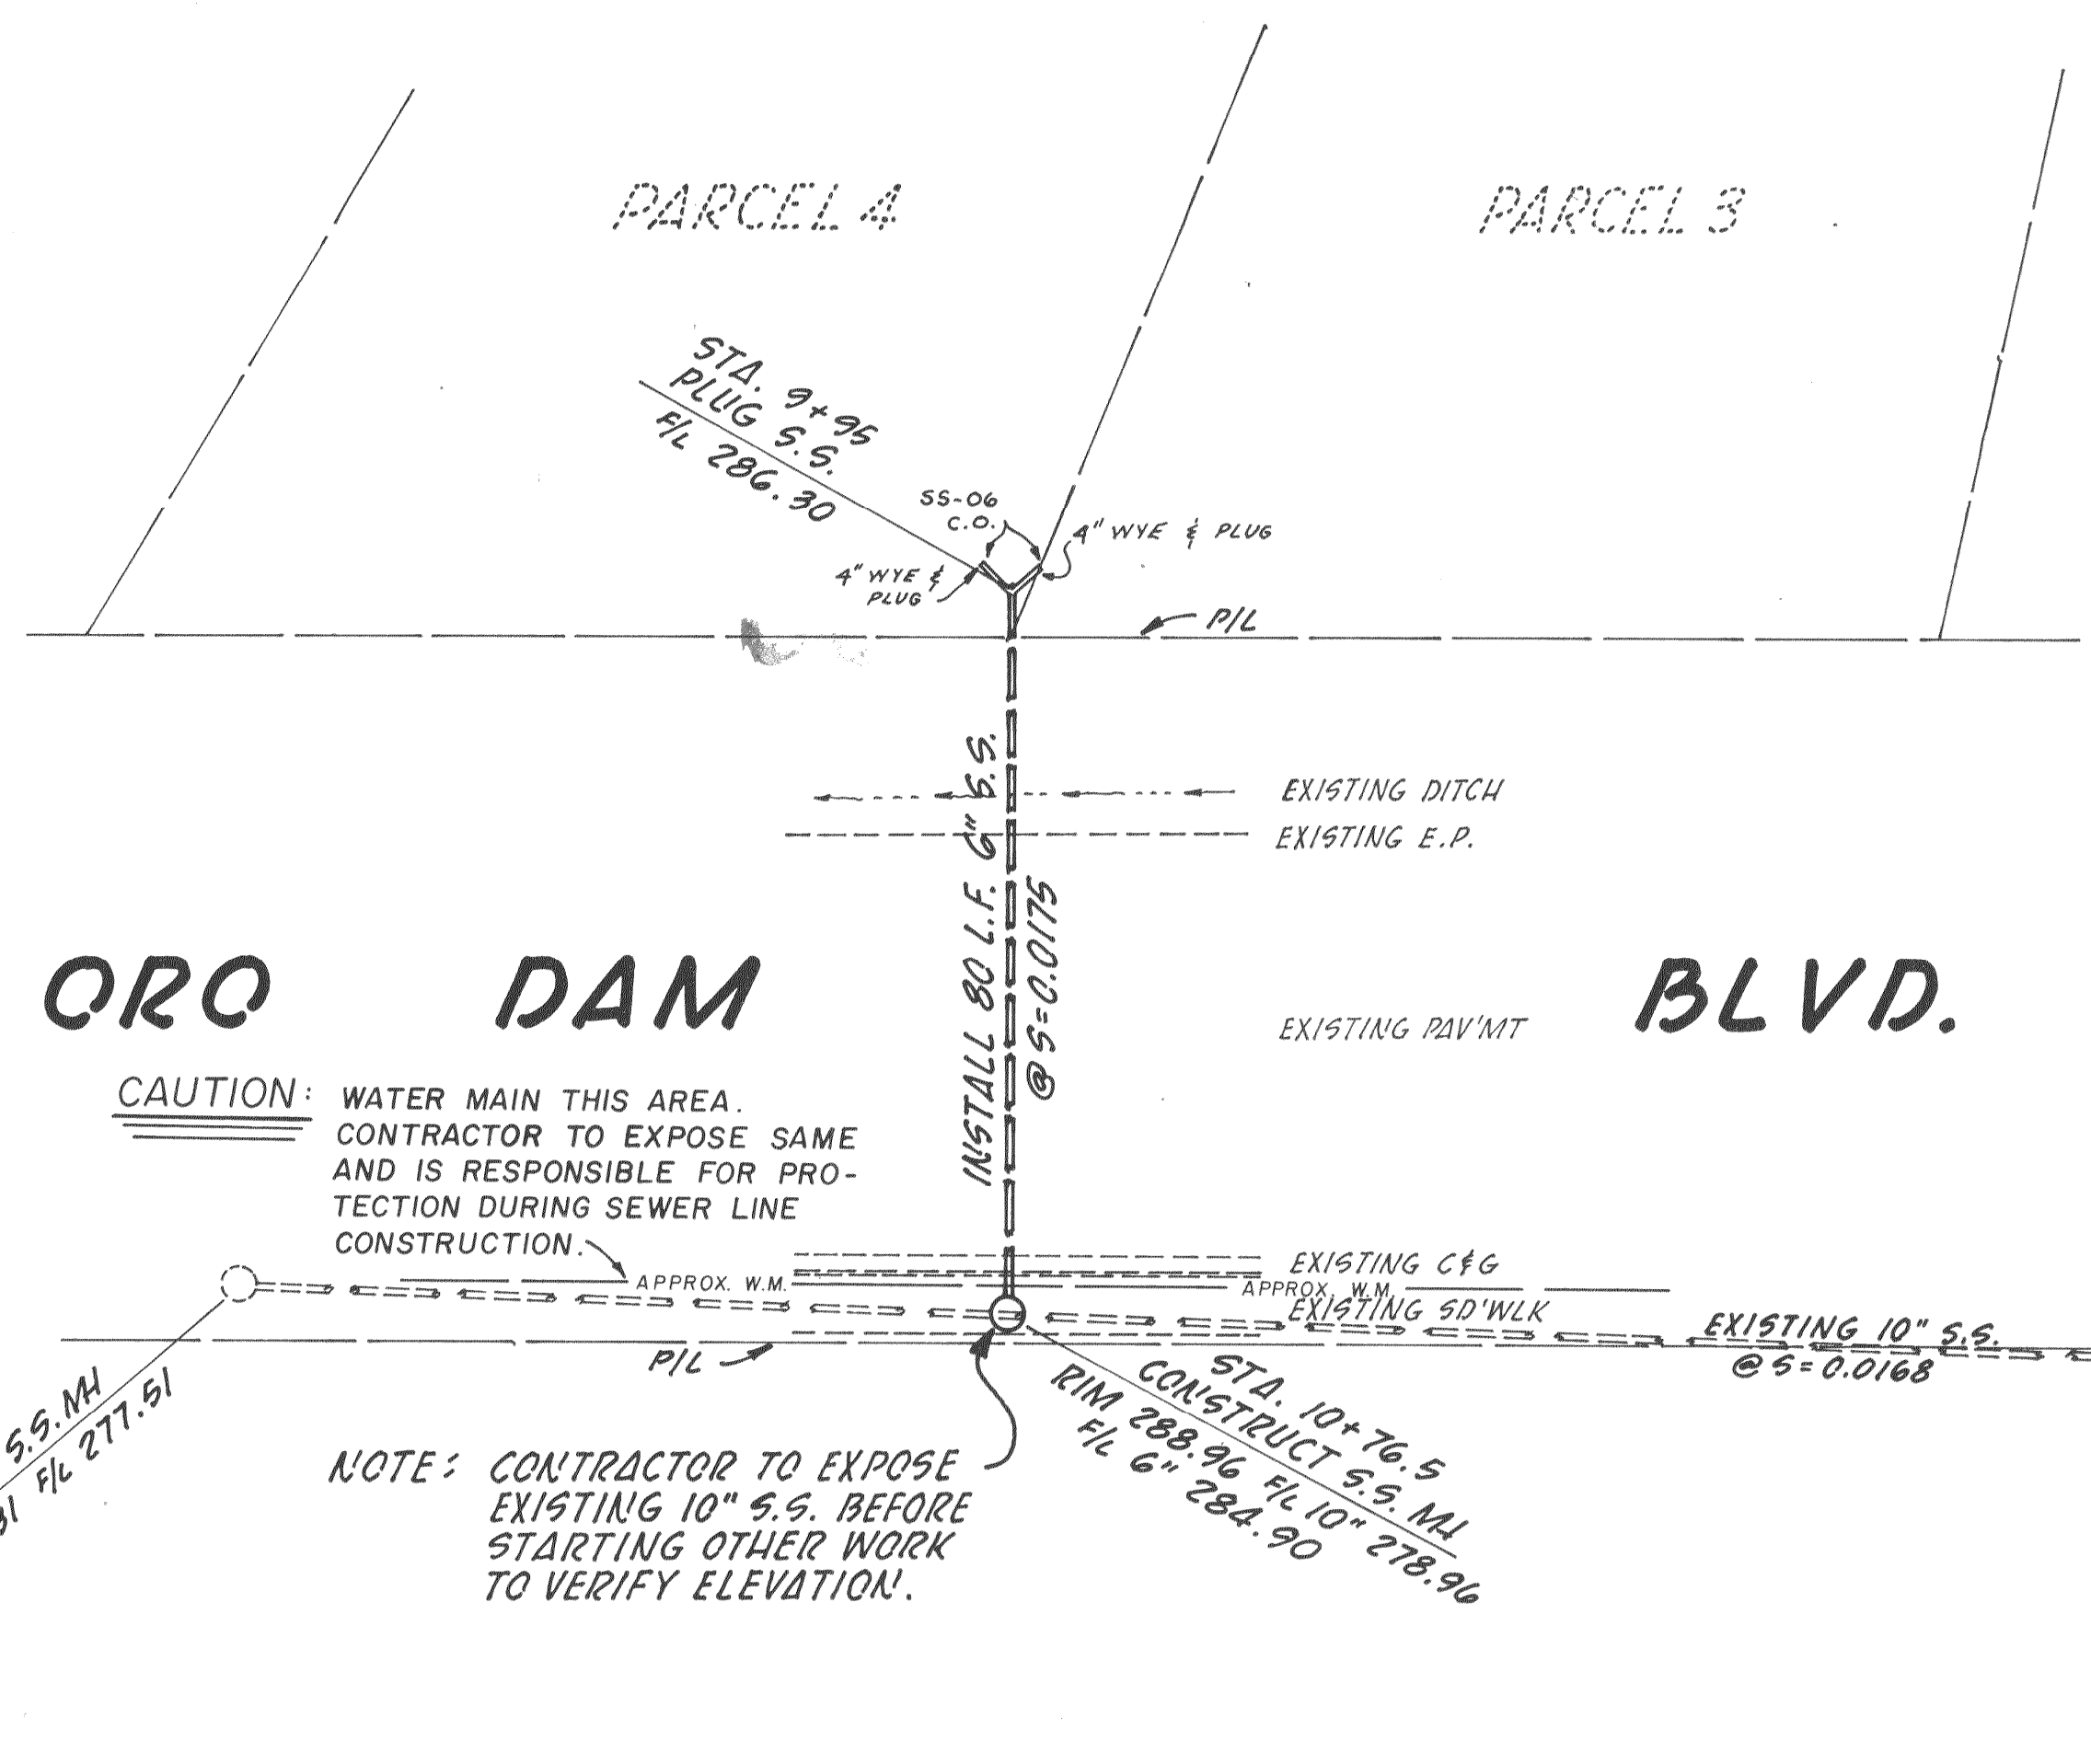 PARCEL 4
PARCEL 3
STA. 9+95
PLUG S.S.
F/L 286.30
SS-06
C.O.
4" WYE & PLUG
4" WYE &
PLUG
P/L
INSTALL 80 L.F. 6" S.S.
@ S=0.0175
EXISTING DITCH
EXISTING E.P.
ORO DAM BLVD.
EXISTING PAV'MT
CAUTION: WATER MAIN THIS AREA.
CONTRACTOR TO EXPOSE SAME
AND IS RESPONSIBLE FOR PRO-
TECTION DURING SEWER LINE
CONSTRUCTION.
APPROX. W.M.
EXISTING C&G
APPROX. W.M.
EXISTING SD'WLK
EXISTING 10" S.S.
@ S=0.0168
P/L
S.S. MH
F/L 277.51
STA. 10+76.5
CONSTRUCT S.S. MH
RIM 288.96 F/L 10" 278.96
F/L 6" 284.90
NOTE: CONTRACTOR TO EXPOSE
EXISTING 10" S.S. BEFORE
STARTING OTHER WORK
TO VERIFY ELEVATION.